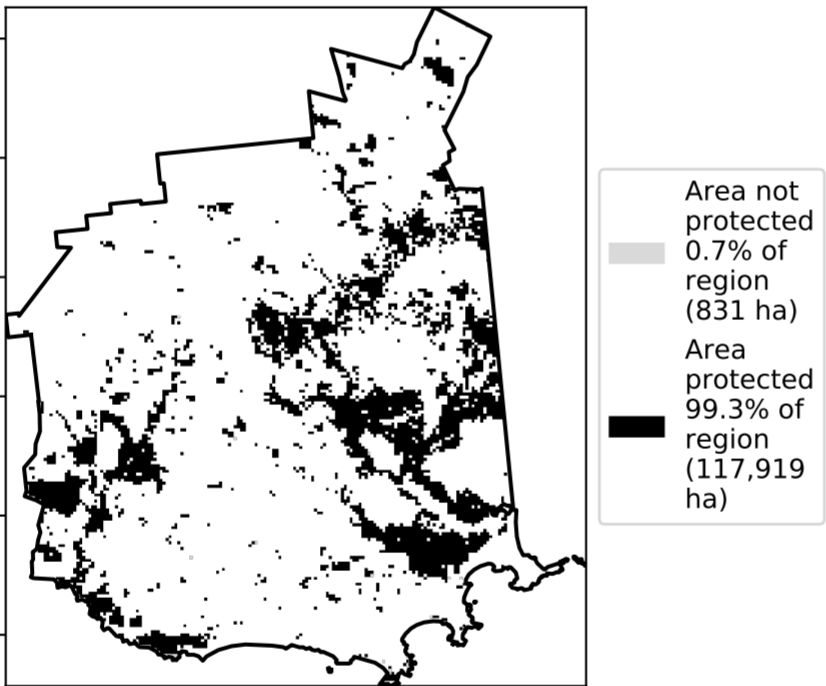 Area not
protected
0.7% of
region
(831 ha)
Area
protected
99.3% of
region
(117,919
ha)